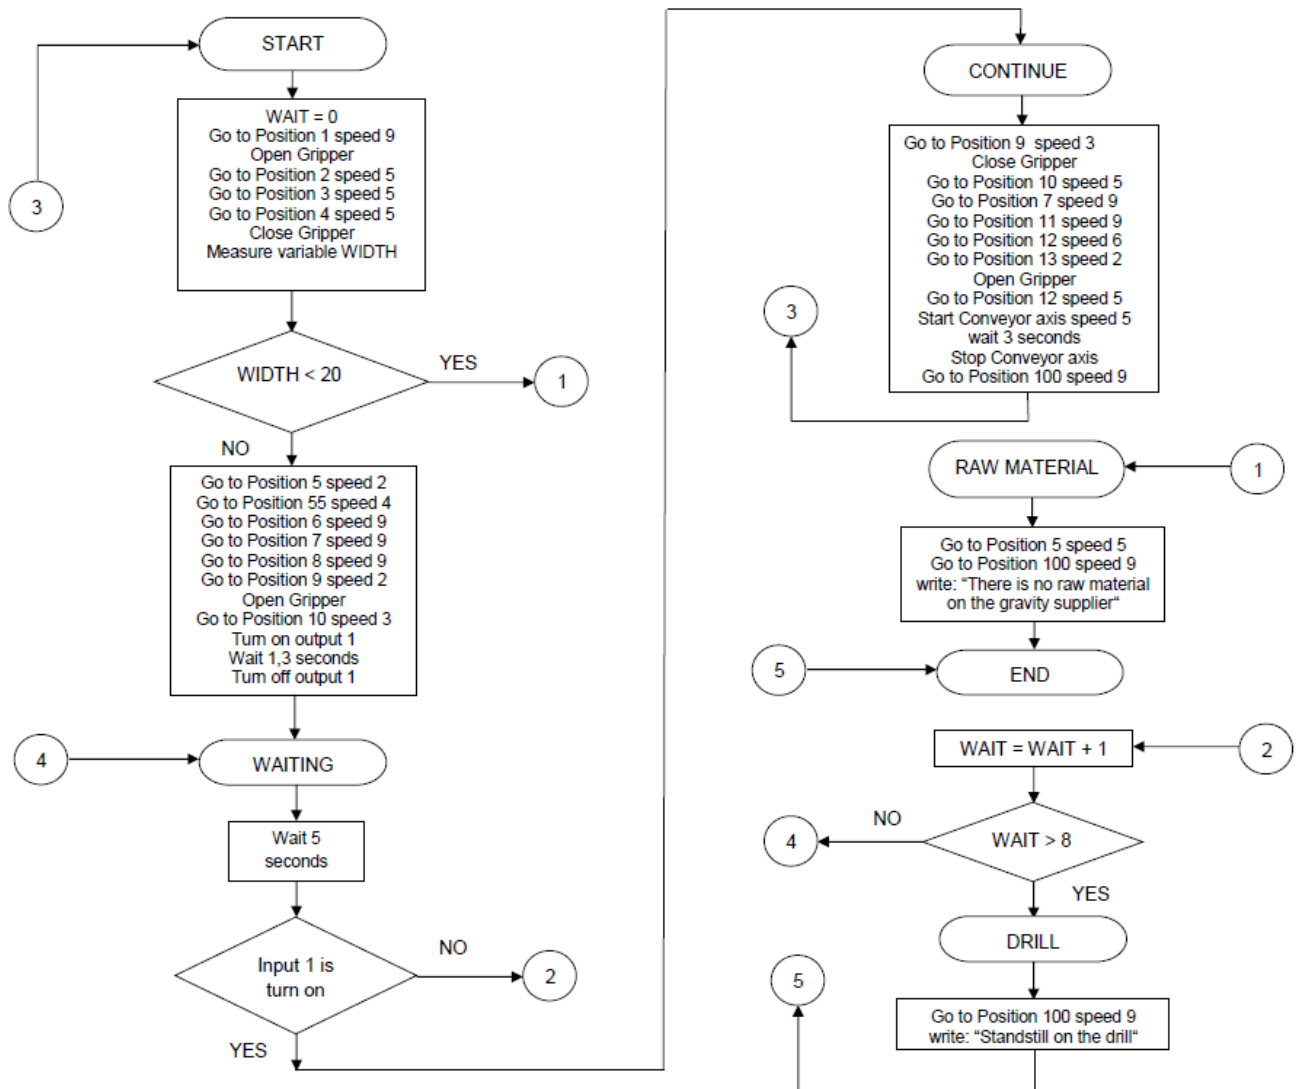 START
WAIT = 0
Go to Position 1 speed 9
Open Gripper
Go to Position 2 speed 5
Go to Position 3 speed 5
Go to Position 4 speed 5
Close Gripper
Measure variable WIDTH
3
WIDTH < 20
YES
1
NO
Go to Position 5 speed 2
Go to Position 55 speed 4
Go to Position 6 speed 9
Go to Position 7 speed 9
Go to Position 8 speed 9
Go to Position 9 speed 2
Open Gripper
Go to Position 10 speed 3
Turn on output 1
Wait 1,3 seconds
Turn off output 1
4
WAITING
Wait 5
seconds
Input 1 is
turn on
NO
2
YES
CONTINUE
Go to Position 9 speed 3
Close Gripper
Go to Position 10 speed 5
Go to Position 7 speed 9
Go to Position 11 speed 9
Go to Position 12 speed 6
Go to Position 13 speed 2
Open Gripper
Go to Position 12 speed 5
Start Conveyor axis speed 5
wait 3 seconds
Stop Conveyor axis
Go to Position 100 speed 9
3
RAW MATERIAL
1
Go to Position 5 speed 5
Go to Position 100 speed 9
write: “There is no raw material
on the gravity supplier“
5
END
WAIT = WAIT + 1
2
NO
4
WAIT > 8
YES
DRILL
5
Go to Position 100 speed 9
write: “Standstill on the drill“